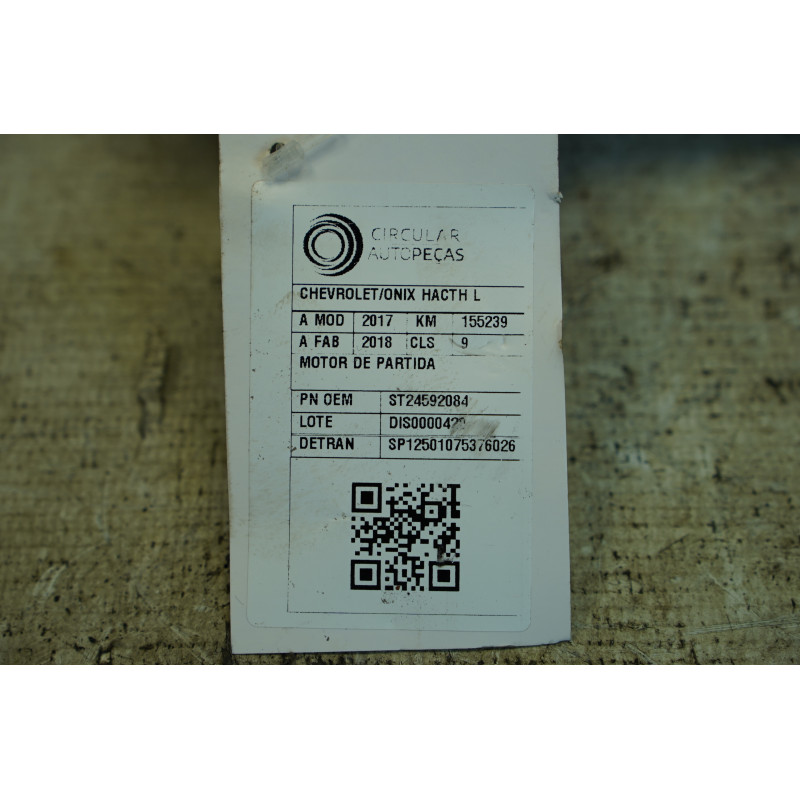 CIRCULAR
AUTOPEÇAS
CHEVROLET/ONIX HACTH L
A MOD 2017 KM 155239
A FAB 2018 CLS 9
MOTOR DE PARTIDA
PN OEM ST24592084
LOTE
DETRAN SP12501075376026